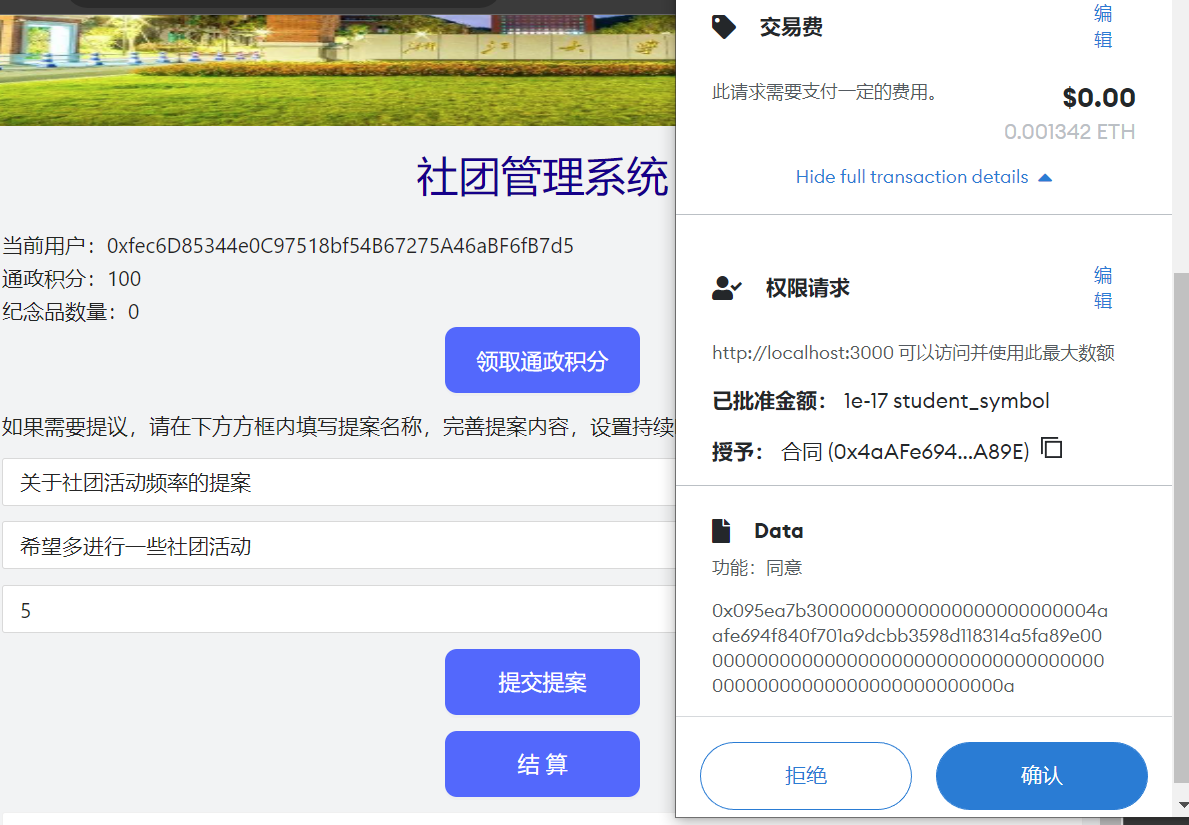 浙江大学
社团管理系统
当前用户：0xfec6D85344e0C97518bf54B67275A46aBF6fB7d5
通政积分：100
纪念品数量：0
领取通政积分
如果需要提议，请在下方方框内填写提案名称，完善提案内容，设置持续
关于社团活动频率的提案
希望多进行一些社团活动
5
提交提案
结 算
交易费
编
辑
此请求需要支付一定的费用。
$0.00
0.001342 ETH
Hide full transaction details
权限请求
编
辑
http://localhost:3000 可以访问并使用此最大数额
已批准金额： 1e-17 student_symbol
授予： 合同 (0x4aAFe694...A89E)
Data
功能：同意
0x095ea7b30000000000000000000000004a
afe694f840f701a9dcbb3598d118314a5fa89e00
0000000000000000000000000000000000000
0000000000000000000000000a
拒绝
确认